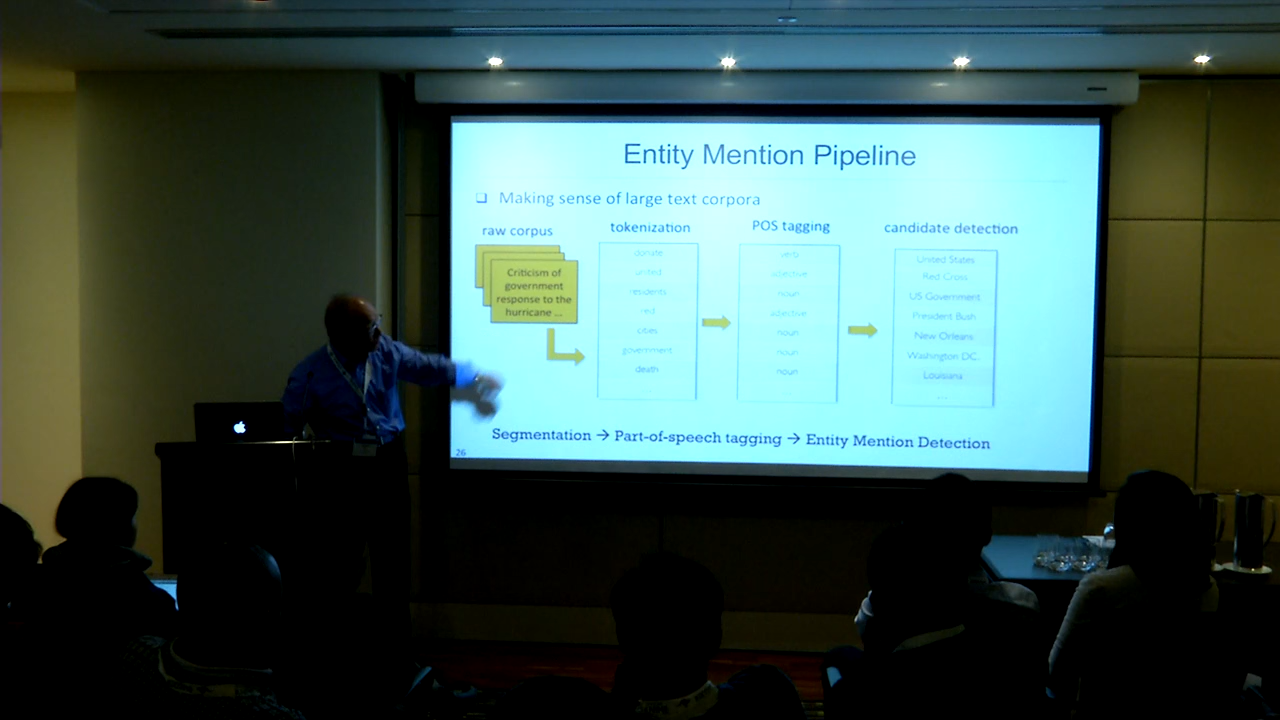 Entity Mention Pipeline
❑ Making sense of large text corpora
raw corpus
Criticism of
government
response to the
hurricane ...
tokenization
donate
united
residents
red
cities
government
death
POS tagging
verb
adjective
noun
adjective
noun
noun
noun
candidate detection
United States
Red Cross
US Government
President Bush
New Orleans
Washington DC.
Louisiana
...
Segmentation → Part-of-speech tagging → Entity Mention Detection
26